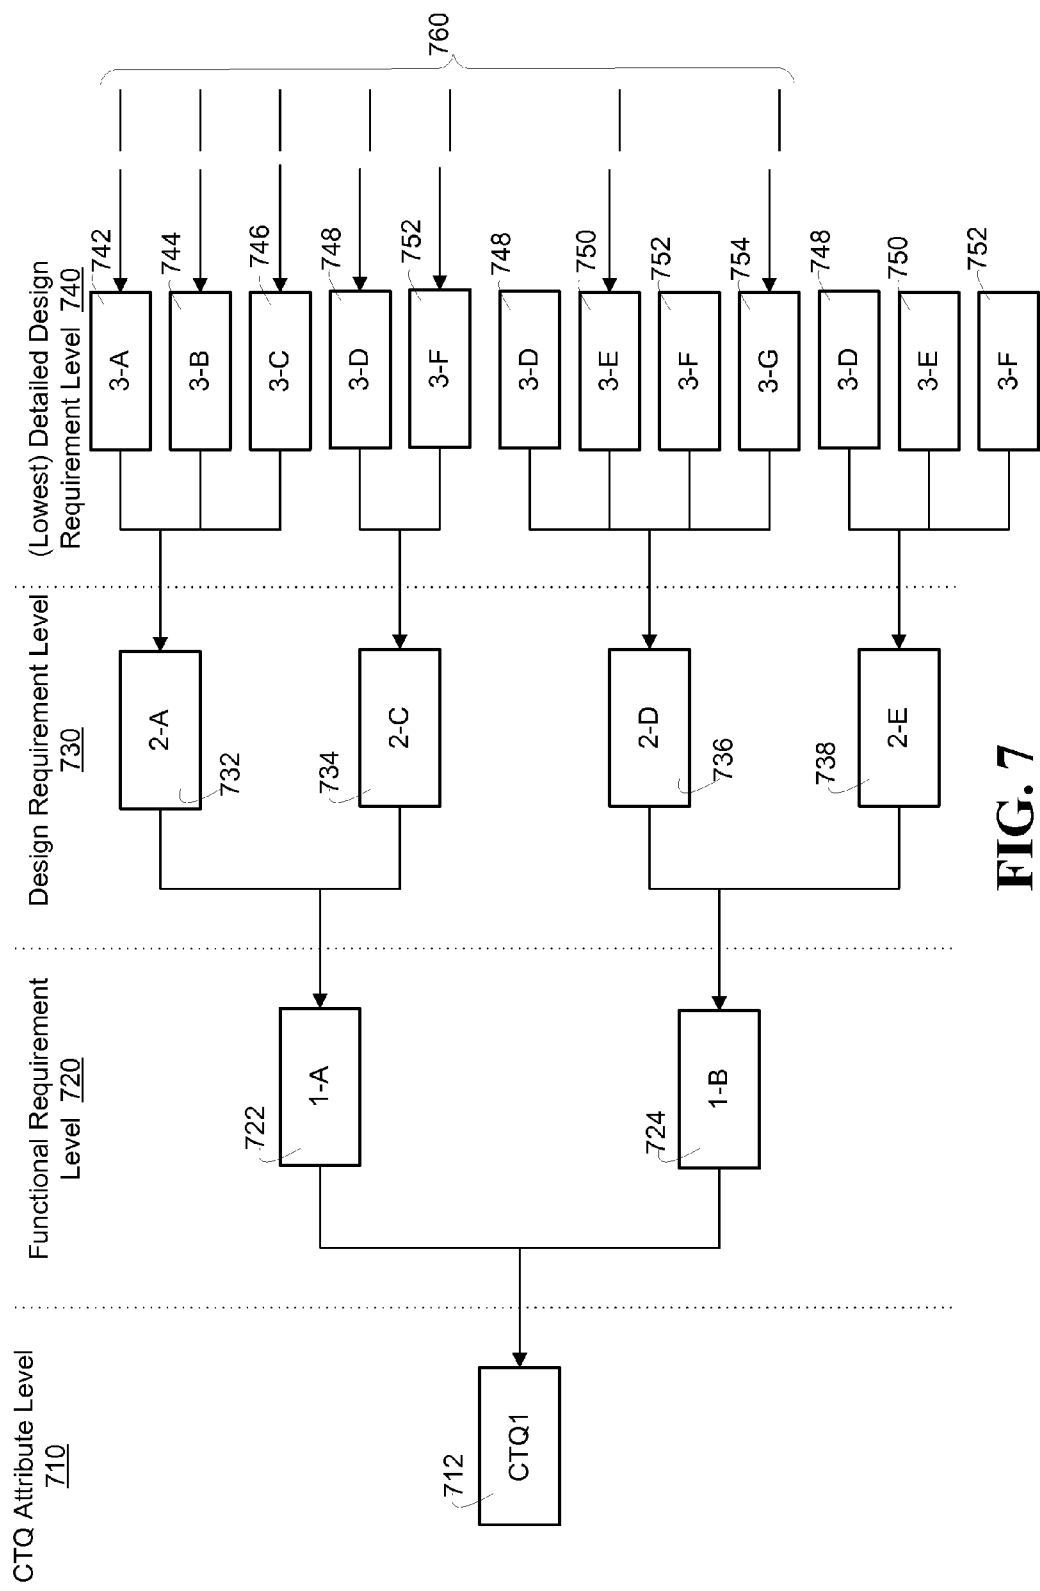 CTQ Attribute Level
710
Functional Requirement
Level 720
Design Requirement Level
730
(Lowest) Detailed Design
Requirement Level 740
712
CTQ1
722
1-A
724
1-B
732
2-A
734
2-C
736
2-D
738
2-E
742
3-A
744
3-B
746
3-C
748
3-D
752
3-F
748
3-D
750
3-E
752
3-F
754
3-G
748
3-D
750
3-E
752
3-F
760
FIG. 7